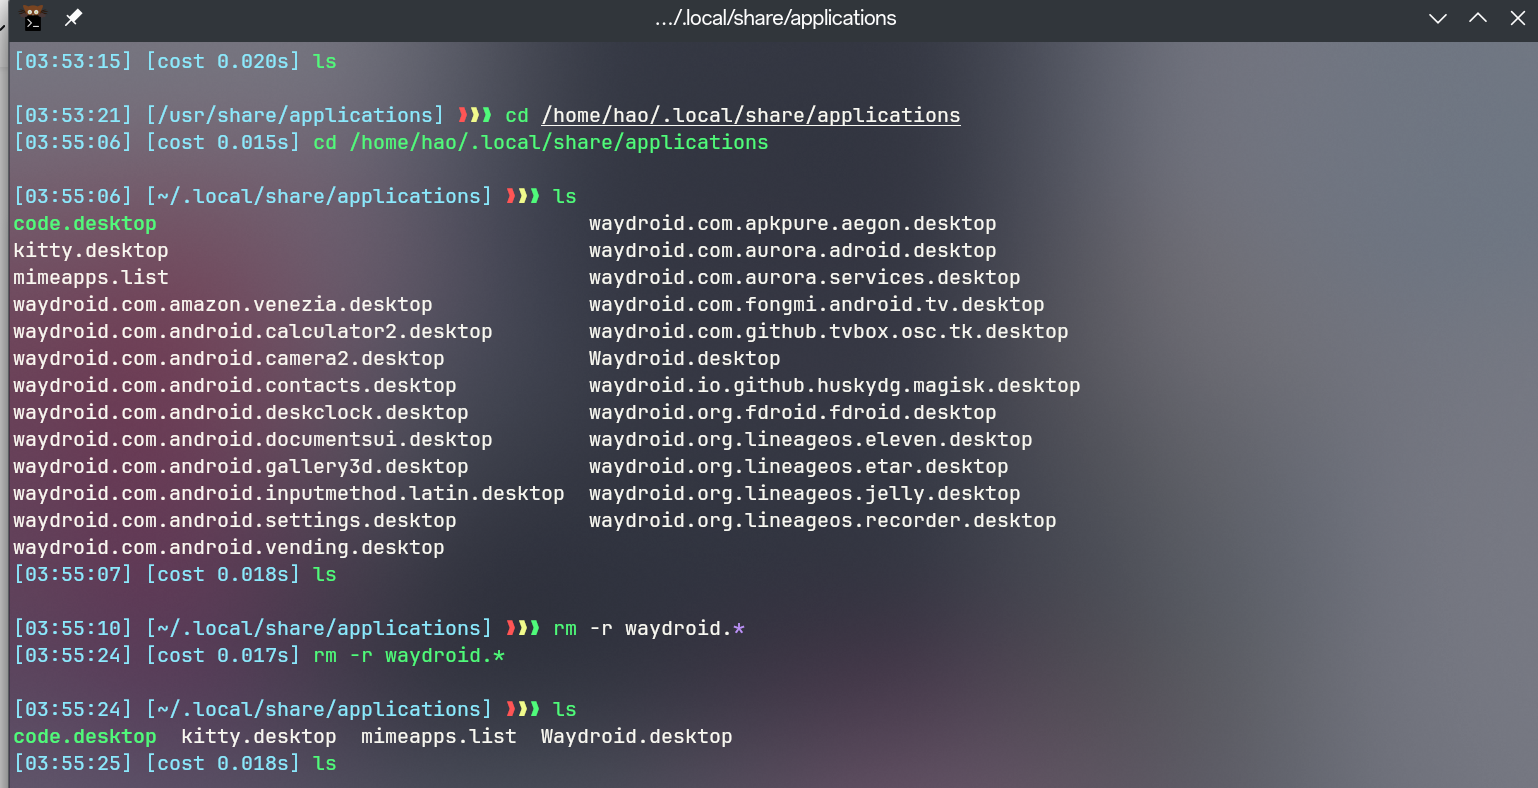 …/.local/share/applications
[03:53:15] [cost 0.020s] ls
[03:53:21] [/usr/share/applications] ❱❱❱ cd /home/hao/.local/share/applications
[03:55:06] [cost 0.015s] cd /home/hao/.local/share/applications
[03:55:06] [~/.local/share/applications] ❱❱❱ ls
code.desktop waydroid.com.apkpure.aegon.desktop
kitty.desktop waydroid.com.aurora.adroid.desktop
mimeapps.list waydroid.com.aurora.services.desktop
waydroid.com.amazon.venezia.desktop waydroid.com.fongmi.android.tv.desktop
waydroid.com.android.calculator2.desktop waydroid.com.github.tvbox.osc.tk.desktop
waydroid.com.android.camera2.desktop Waydroid.desktop
waydroid.com.android.contacts.desktop waydroid.io.github.huskydg.magisk.desktop
waydroid.com.android.deskclock.desktop waydroid.org.fdroid.fdroid.desktop
waydroid.com.android.documentsui.desktop waydroid.org.lineageos.eleven.desktop
waydroid.com.android.gallery3d.desktop waydroid.org.lineageos.etar.desktop
waydroid.com.android.inputmethod.latin.desktop waydroid.org.lineageos.jelly.desktop
waydroid.com.android.settings.desktop waydroid.org.lineageos.recorder.desktop
waydroid.com.android.vending.desktop
[03:55:07] [cost 0.018s] ls
[03:55:10] [~/.local/share/applications] ❱❱❱ rm -r waydroid.*
[03:55:24] [cost 0.017s] rm -r waydroid.*
[03:55:24] [~/.local/share/applications] ❱❱❱ ls
code.desktop kitty.desktop mimeapps.list Waydroid.desktop
[03:55:25] [cost 0.018s] ls